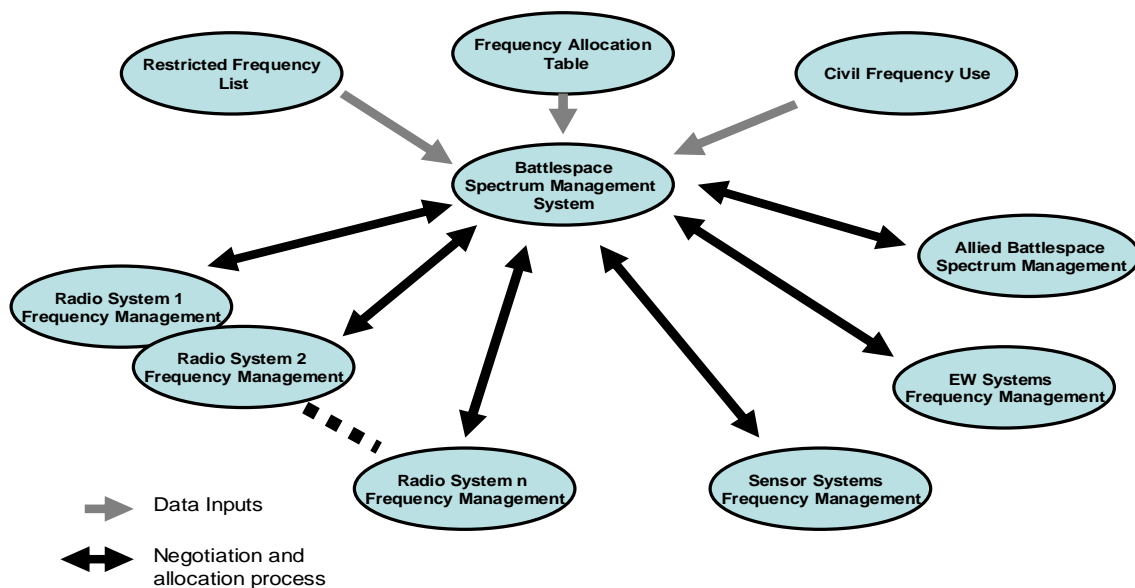 Restricted Frequency
List
Frequency Allocation
Table
Civil Frequency Use
Battlespace
Spectrum Management
System
Allied Battlespace
Spectrum Management
Radio System 1
Frequency Management
Radio System 2
Frequency Management
EW Systems
Frequency Management
Radio System n
Frequency Management
Sensor Systems
Frequency Management
Data Inputs
Negotiation and
allocation process